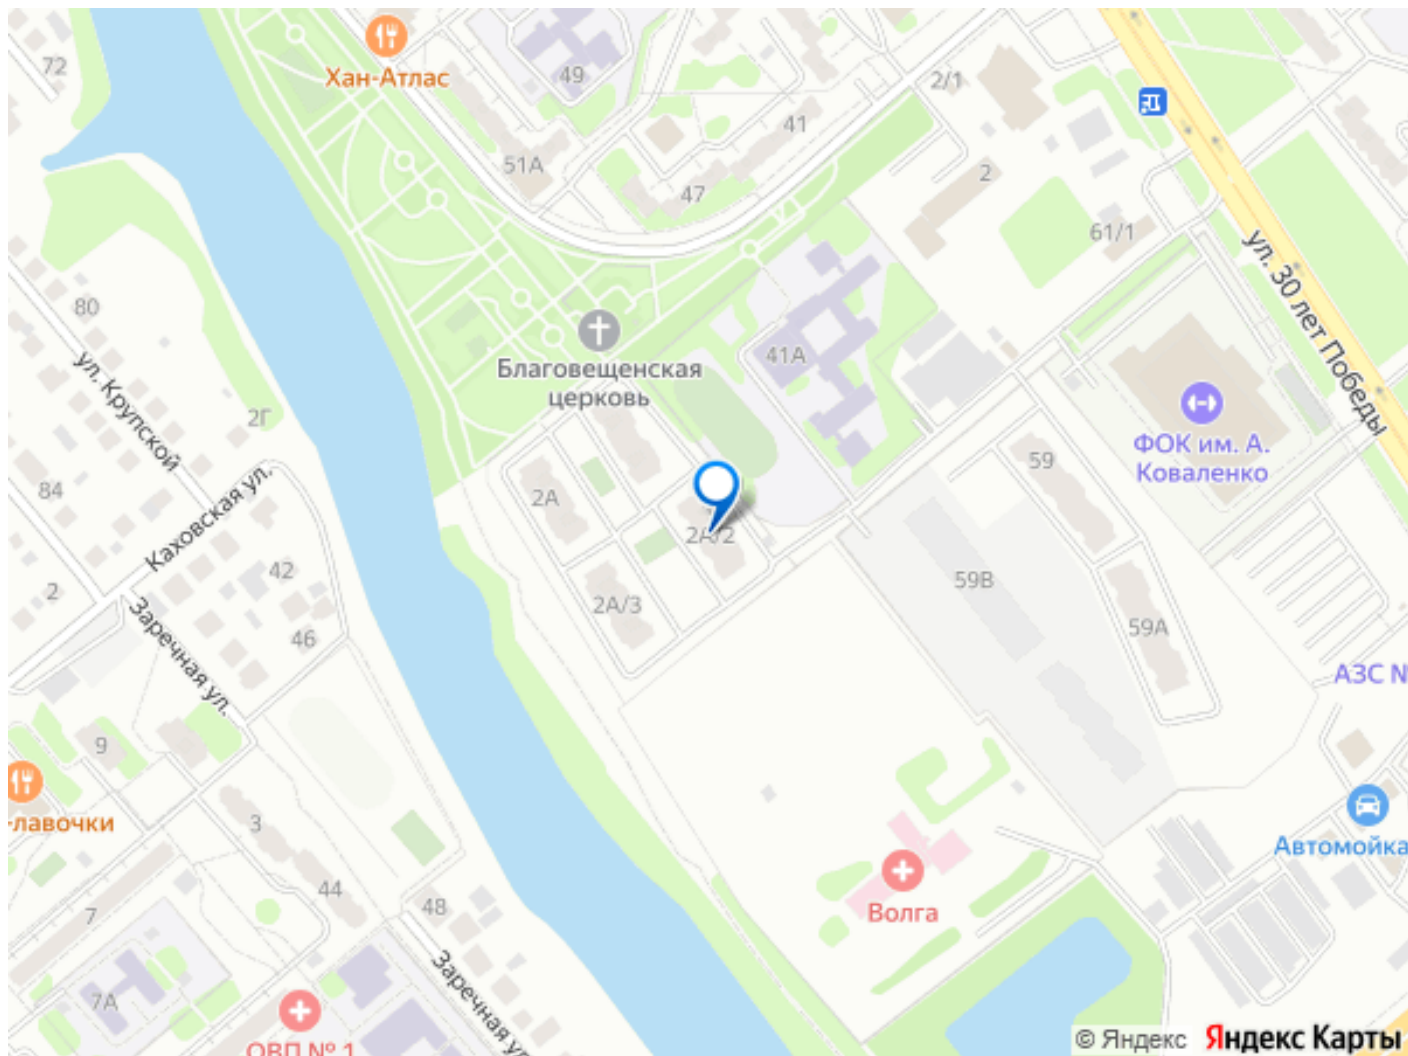 72
Хан-Атлас
49
2/1
41
51А
47
2
61/1
ул. 30 лет Победы
80
ул. Крупской
Благовещенская
церковь
41А
2Г
ФОК им. А.
Коваленко
59
84
Каховская ул.
2А
2А/2
59В
42
2
2А/3
46
59А
Заречная ул.
АЗС №
9
-лавочки
3
Автомойка
44
48
7
Волга
7А
Заречная ул.
ОВП № 1
© Яндекс Яндекс Карты